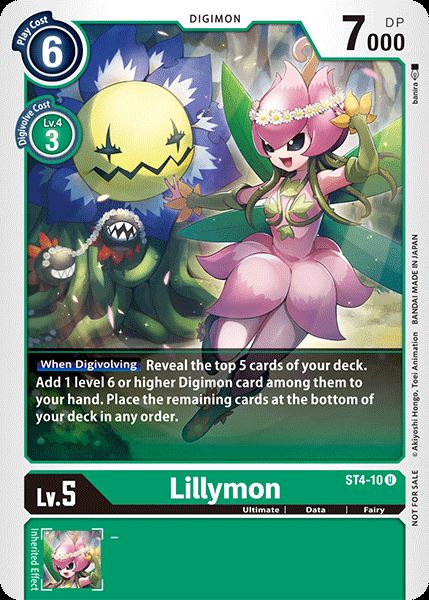 DIGIMON
Play Cost
6
7000
DP
Digivolve Cost
Lv.4
3
banira
When Digivolving Reveal the top 5 cards of your deck.
Add 1 level 6 or higher Digimon card among them to
your hand. Place the remaining cards at the bottom of
your deck in any order.
©Akiyoshi Hongo, Toei Animation BANDAI MADE IN JAPAN
NOT FOR SALE
Lv.5
Lillymon
ST4-10 U
Ultimate | Data | Fairy
Inherited Effect
–